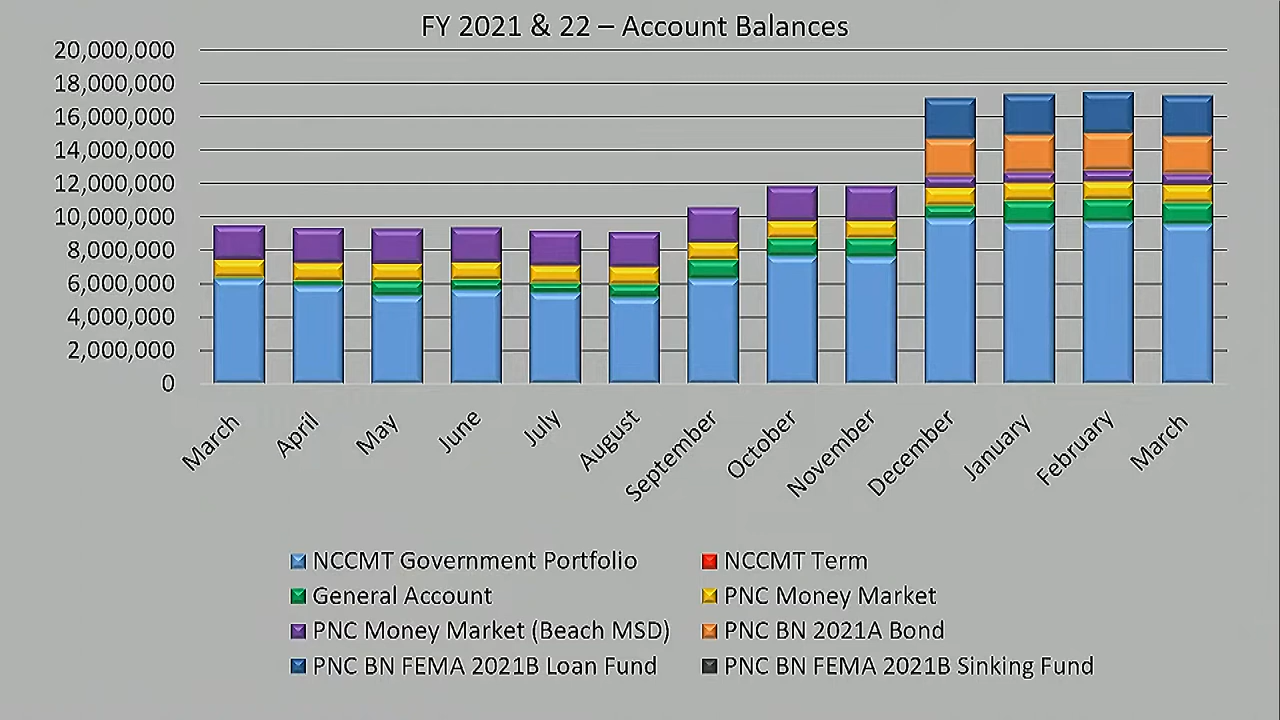 FY 2021 & 22 – Account Balances
20,000,000
18,000,000
16,000,000
14,000,000
12,000,000
10,000,000
8,000,000
6,000,000
4,000,000
2,000,000
0
March
April
May
June
July
August
September
October
November
December
January
February
March
NCCMT Government Portfolio
NCCMT Term
General Account
PNC Money Market
PNC Money Market (Beach MSD)
PNC BN 2021A Bond
PNC BN FEMA 2021B Loan Fund
PNC BN FEMA 2021B Sinking Fund